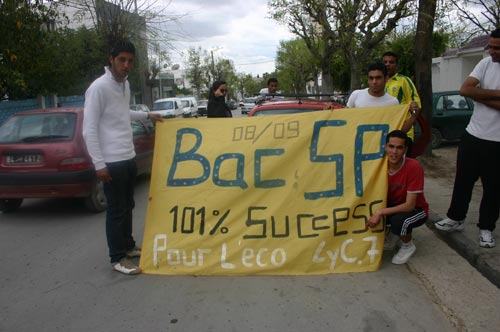 08/09
Bac: SP
101% Success
Pour L'eco LyC.7